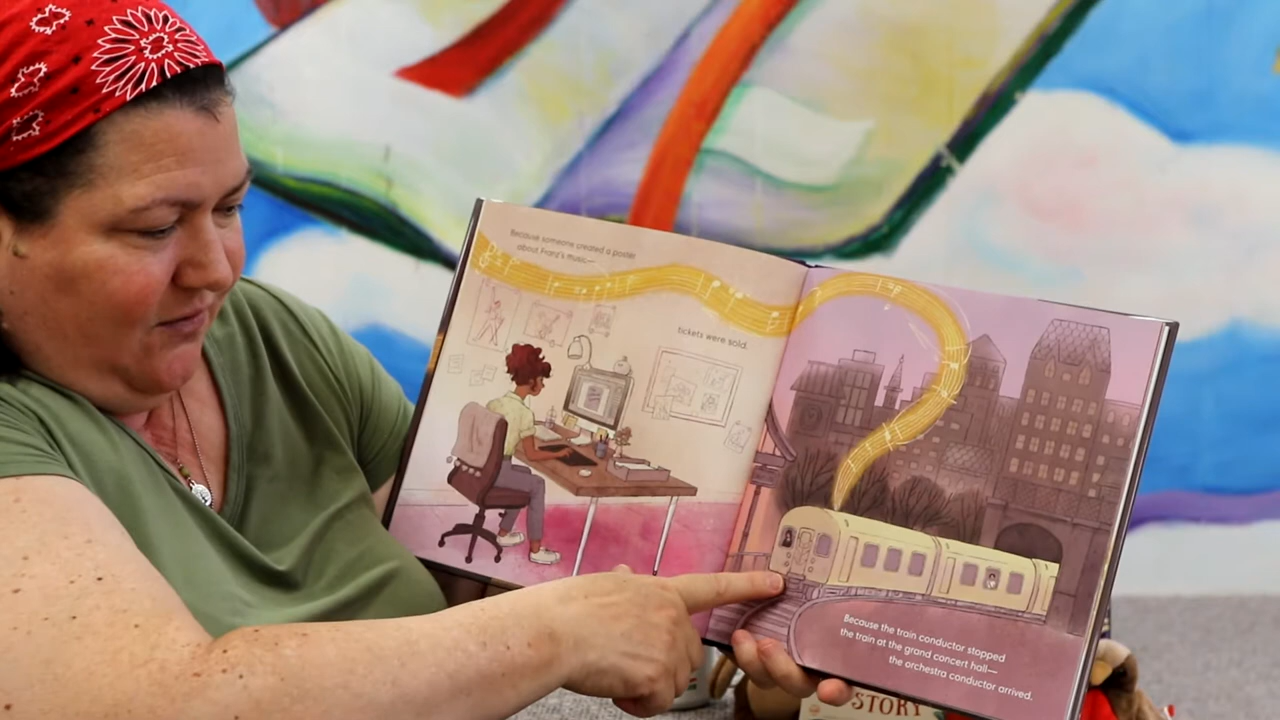 Because someone created a poster
about Franz's music—
tickets were sold.
Because the train conductor stopped
the train at the grand concert hall—
the orchestra conductor arrived.
STORY